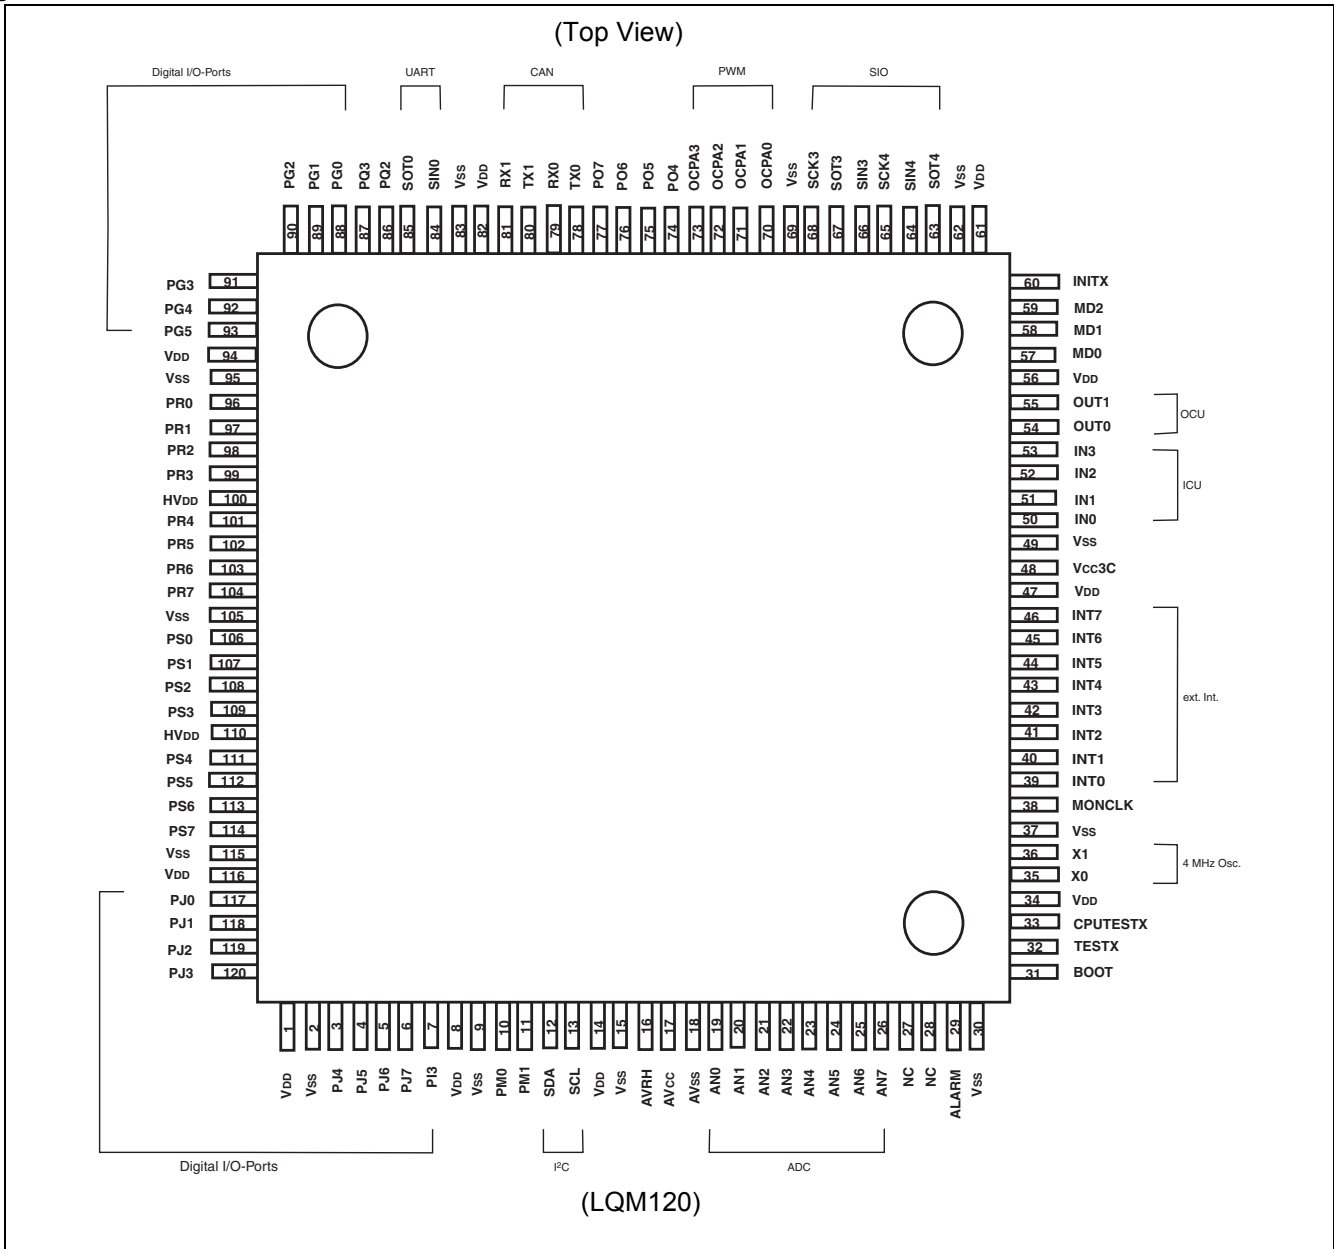 (Top View)
Digital I/O-Ports UART CAN PWM SIO
PG2 PG1 PG0 PQ3 PQ2 SOT0 SIN0 VSS VDD RX1 TX1 RX0 TX0 PO7 PO6 PO5 PO4 OCPA3 OCPA2 OCPA1 OCPA0 VSS SCK3 SOT3 SIN3 SCK4 SIN4 SOT4 VSS VDD
90 89 88 87 86 85 84 83 82 81 80 79 78 77 76 75 74 73 72 71 70 69 68 67 66 65 64 63 62 61
PG3 91 60 INITX
PG4 92 59 MD2
PG5 93 58 MD1
VDD 94 57 MD0
VSS 95 56 VDD
PR0 96 55 OUT1
OCU
PR1 97 54 OUT0
PR2 98 53 IN3
PR3 99 52 IN2
ICU
HVDD 100 51 IN1
PR4 101 50 IN0
PR5 102 49 VSS
PR6 103 48 VCC3C
PR7 104 47 VDD
VSS 105 46 INT7
PS0 106 45 INT6
PS1 107 44 INT5
PS2 108 43 INT4
ext. Int.
PS3 109 42 INT3
HVDD 110 41 INT2
PS4 111 40 INT1
PS5 112 39 INT0
PS6 113 38 MONCLK
PS7 114 37 VSS
VSS 115 36 X1
4 MHz Osc.
VDD 116 35 X0
PJ0 117 34 VDD
PJ1 118 33 CPUTESTX
PJ2 119 32 TESTX
PJ3 120 31 BOOT
1 2 3 4 5 6 7 8 9 10 11 12 13 14 15 16 17 18 19 20 21 22 23 24 25 26 27 28 29 30
VDD VSS PJ4 PJ5 PJ6 PJ7 PI3 VDD VSS PM0 PM1 SDA SCL VDD VSS AVRH AVCC AVSS AN0 AN1 AN2 AN3 AN4 AN5 AN6 AN7 NC NC ALARM VSS
Digital I/O-Ports I²C ADC
(LQM120)